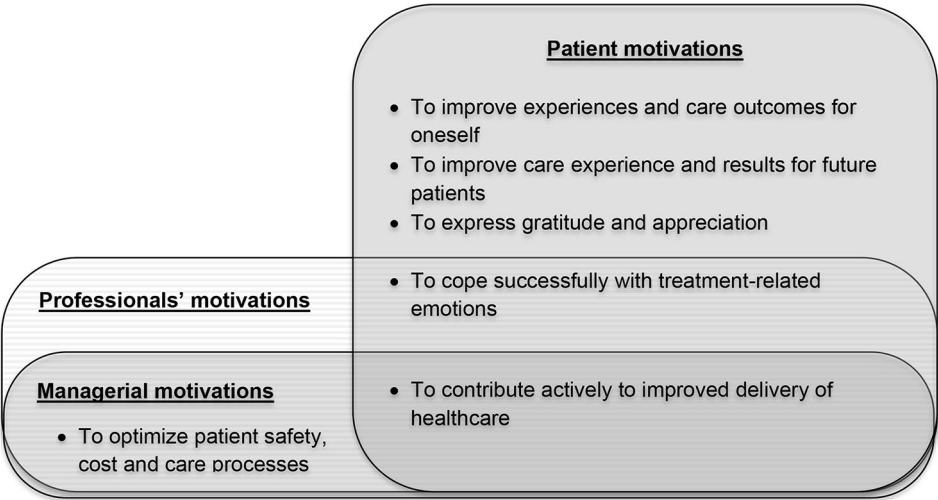 Patient motivations
• To improve experiences and care outcomes for
oneself
• To improve care experience and results for future
patients
• To express gratitude and appreciation
• To cope successfully with treatment-related
emotions
Professionals’ motivations
Managerial motivations
• To optimize patient safety,
cost and care processes
• To contribute actively to improved delivery of
healthcare